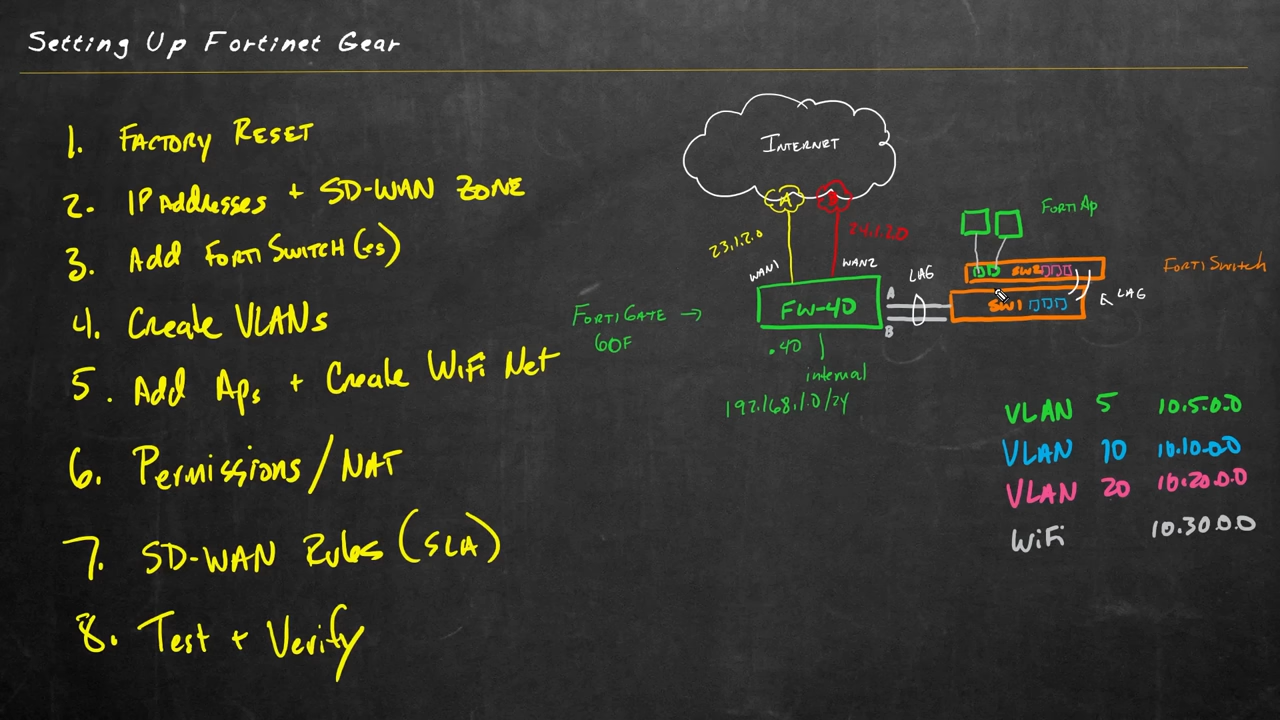 Setting Up Fortinet Gear
1. FACTORY RESET
2. IP Addresses + SD-WAN ZONE
3. Add FORTISWITCH(es)
4. Create VLANs
5. Add Aps + Create WiFi Net
6. Permissions/NAT
7. SD-WAN Rules (SLA)
8. Test + Verify
INTERNET
A
B
23.1.2.0
24.1.2.0
WAN1
WAN2
FORTIGATE →
60F
FW-40
.40
internal
192.168.1.0/24
A
B
LAG
FORTIAp
SW2
SW1
LAG
FORTISwitch
VLAN 5 10.5.0.0
VLAN 10 10.10.0.0
VLAN 20 10.20.0.0
WiFi 10.30.0.0